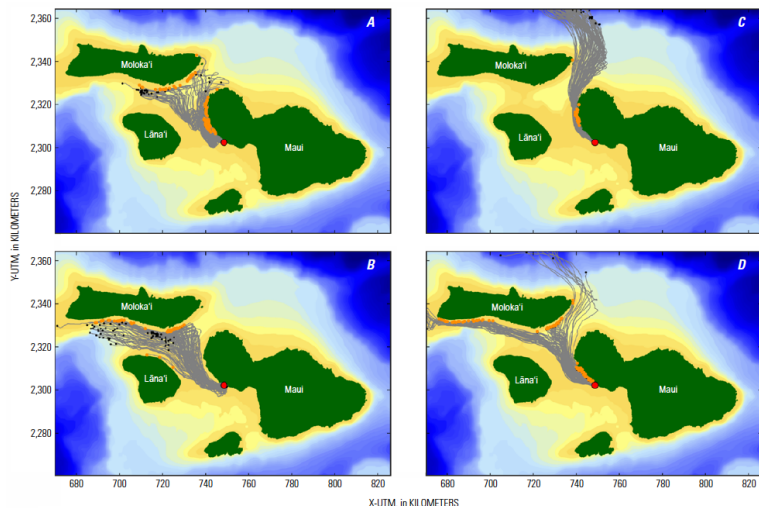 2,360
A
C
Moloka‘i
Moloka‘i
2,340
2,320
Lāna‘i
Lāna‘i
2,300
Maui
Maui
2,280
Y-UTM, in KILOMETERS
2,360
B
D
Moloka‘i
Moloka‘i
2,340
2,320
Lāna‘i
Lāna‘i
2,300
Maui
Maui
2,280
680 700 720 740 760 780 800 820
680 700 720 740 760 780 800 820
X-UTM, in KILOMETERS